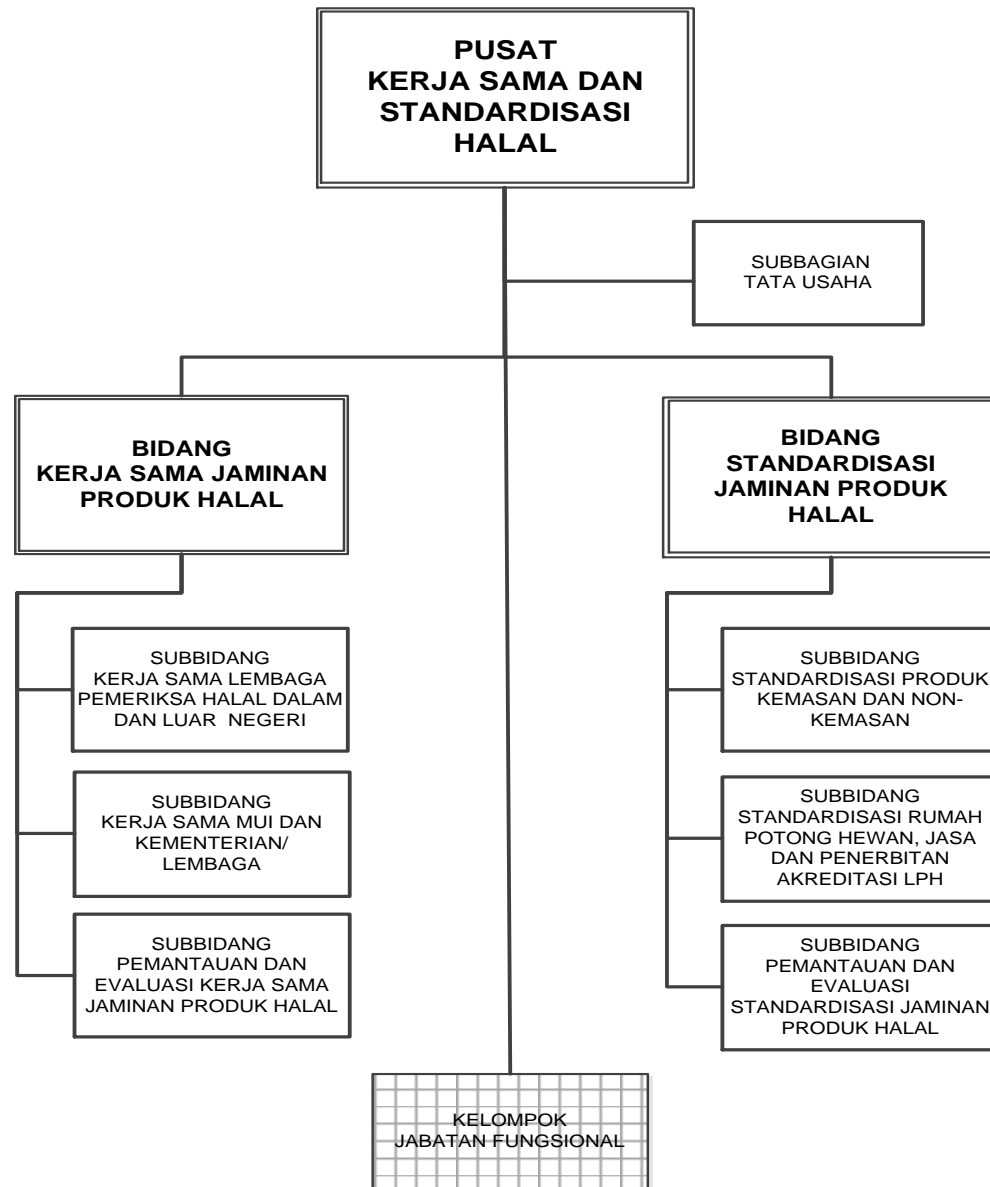 PUSAT
KERJA SAMA DAN
STANDARDISASI
HALAL
SUBBAGIAN
TATA USAHA
BIDANG
KERJA SAMA JAMINAN
PRODUK HALAL
BIDANG
STANDARDISASI
JAMINAN PRODUK
HALAL
SUBBIDANG
KERJA SAMA LEMBAGA
PEMERIKSA HALAL DALAM
DAN LUAR NEGERI
SUBBIDANG
KERJA SAMA MUI DAN
KEMENTERIAN/
LEMBAGA
SUBBIDANG
PEMANTAUAN DAN
EVALUASI KERJA SAMA
JAMINAN PRODUK HALAL
SUBBIDANG
STANDARDISASI PRODUK
KEMASAN DAN NON-
KEMASAN
SUBBIDANG
STANDARDISASI RUMAH
POTONG HEWAN, JASA
DAN PENERBITAN
AKREDITASI LPH
SUBBIDANG
PEMANTAUAN DAN
EVALUASI
STANDARDISASI JAMINAN
PRODUK HALAL
KELOMPOK
JABATAN FUNGSIONAL